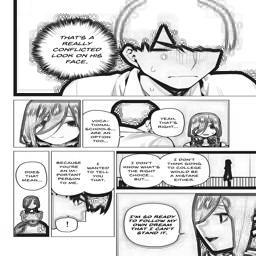 THAT'S A
REALLY
CONFLICTED
LOOK ON HIS
FACE.
YEAH,
THAT'S
RIGHT...
VOCA-
TIONAL
SCHOOLS...
ARE AN
OPTION
TOO...
I DON'T
THINK GOING
TO COLLEGE
WOULD BE
A MISTAKE
EITHER.
I DON'T
KNOW WHAT'S
THE RIGHT
CHOICE,
BUT...
I'M SO READY
TO FOLLOW
MY OWN DREAM
THAT I CAN'T
STAND IT.
I
WANTED
TO TELL
YOU
THAT.
BECAUSE
YOU'RE
AN IM-
PORTANT
PERSON
TO ME.
!
DOES
THAT
MEAN...